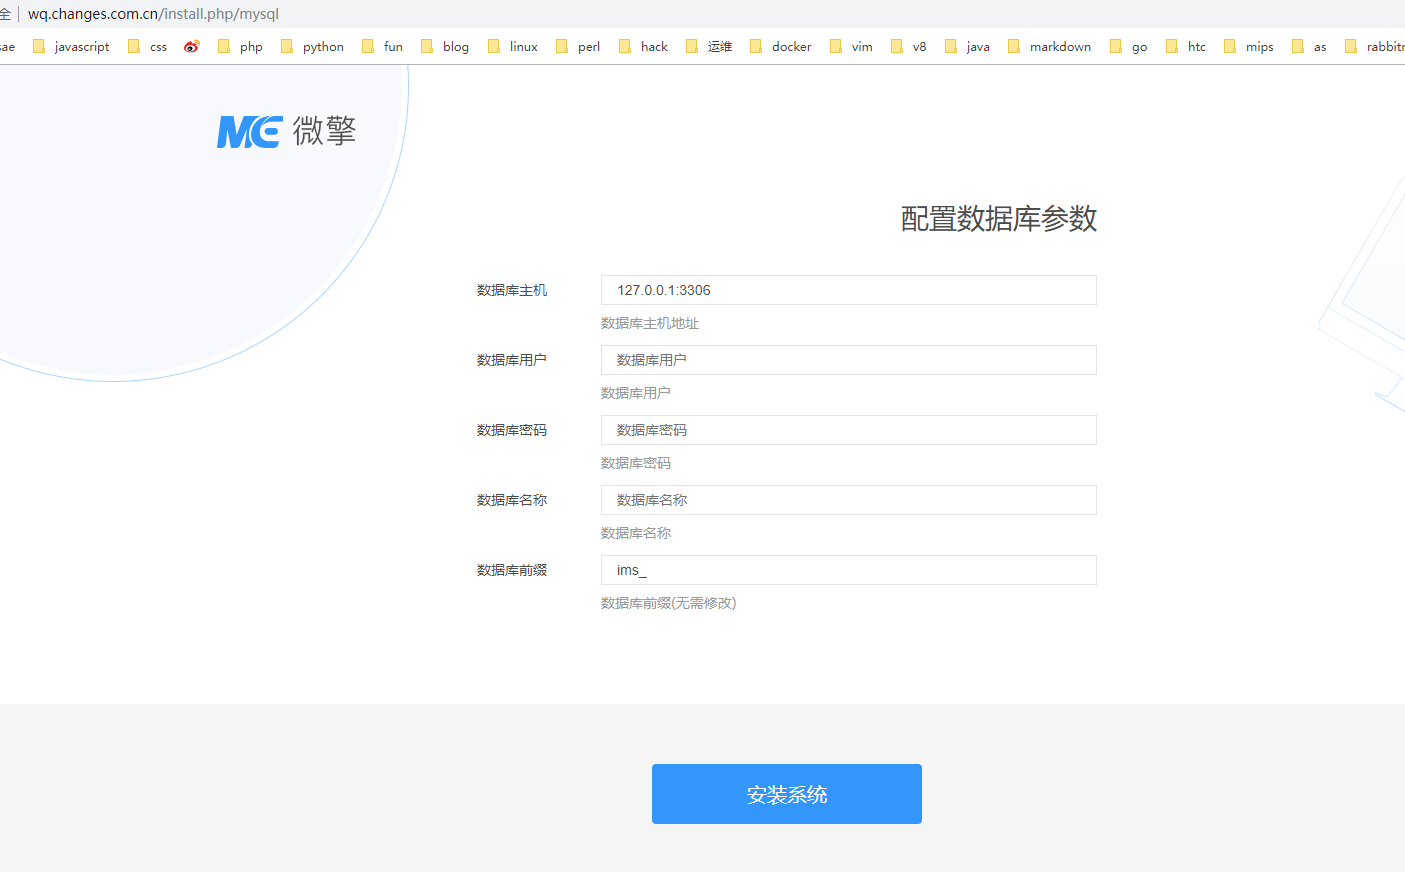 全 wq.changes.com.cn/install.php/mysql
sae javascript css php python fun blog linux perl hack 运维 docker vim v8 java markdown go htc mips as rabbitm
微擎
配置数据库参数
数据库主机 127.0.0.1:3306
数据库主机地址
数据库用户 数据库用户
数据库用户
数据库密码 数据库密码
数据库密码
数据库名称 数据库名称
数据库名称
数据库前缀 ims_
数据库前缀(无需修改)
安装系统